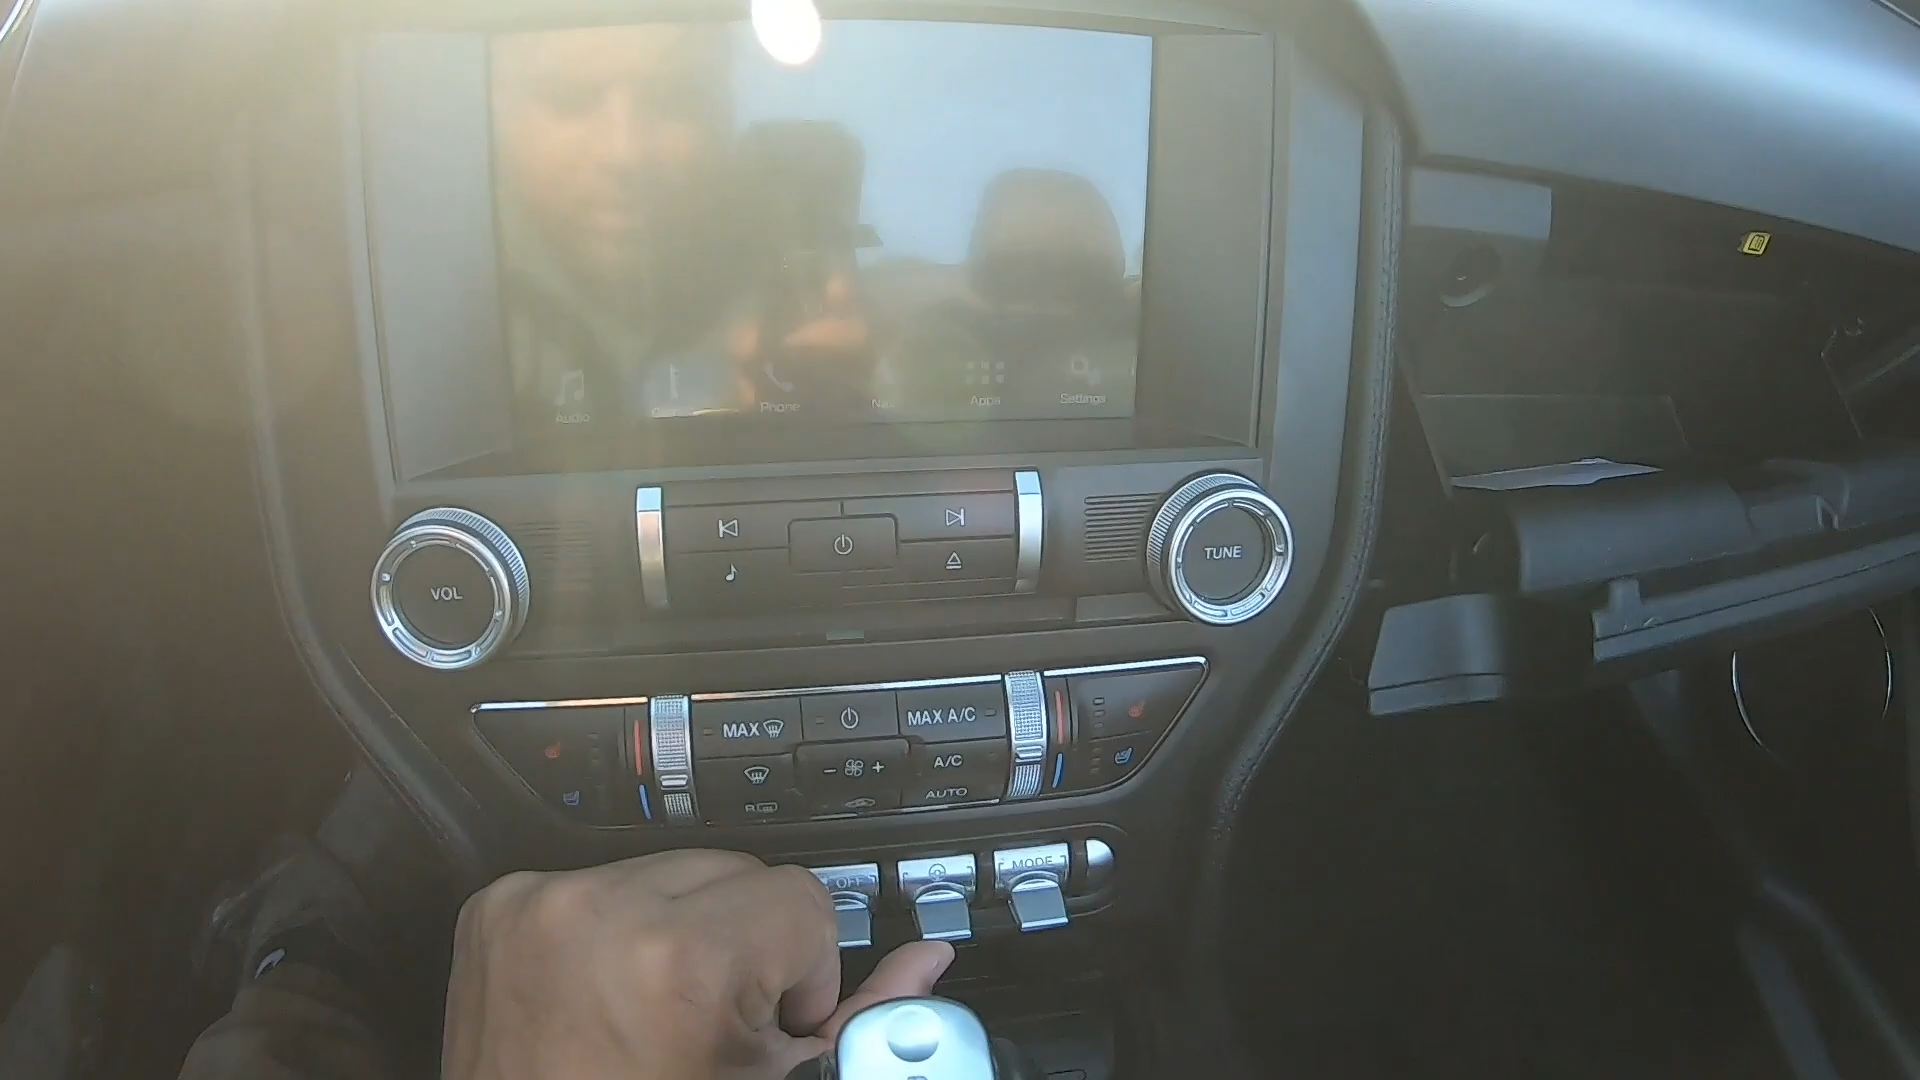 Audio
Phone
Apps
Settings
VOL
TUNE
MAX
MAX A/C
A/C
R
AUTO
OFF
MODE